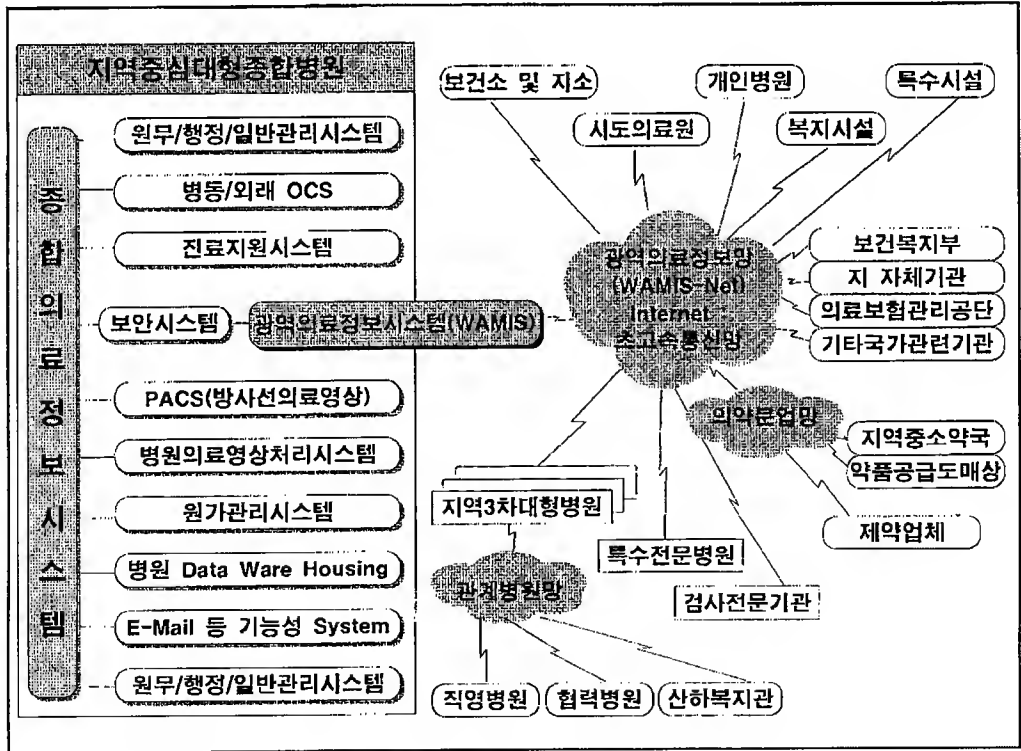 지역중심대형종합병원
종합의료정보시스템
원무/행정/일반관리시스템
병동/외래 OCS
진료지원시스템
보안시스템
광역의료정보시스템(WAMIS)
PACS(방사선의료영상)
병원의료영상처리시스템
원가관리시스템
병원 Data Ware Housing
E-Mail 등 기능성 System
원무/행정/일반관리시스템
보건소 및 지소
시도의료원
개인병원
복지시설
특수시설
광역의료정보망
(WAMIS-Net)
Internet
초고속통신망
보건복지부
지 자체기관
의료보험관리공단
기타국가관련기관
의약분업망
지역중소약국
약품공급도매상
제약업체
지역3차대형병원
특수전문병원
검사전문기관
관계병원망
직영병원
협력병원
산하복지관